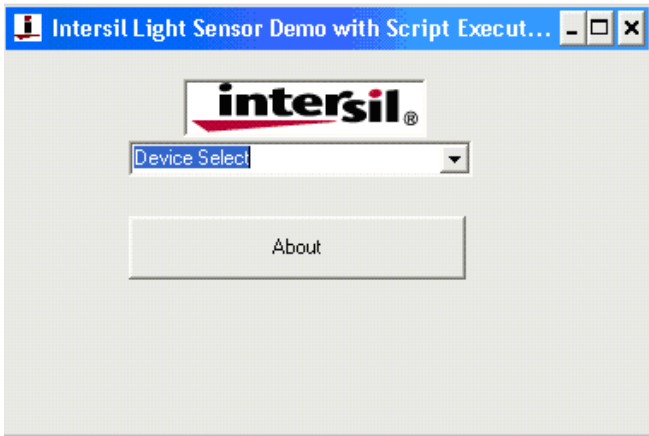 Intersil Light Sensor Demo with Script Execut...
intersil®
Device Select
About